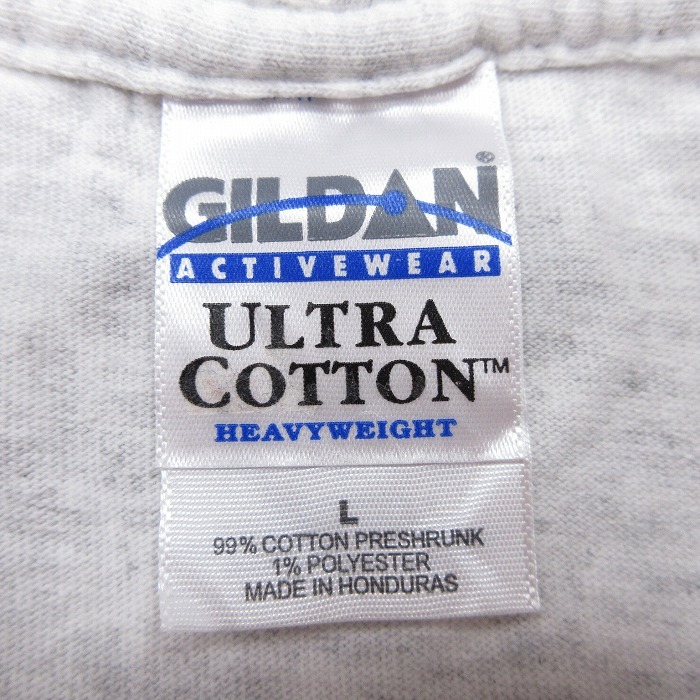 GILDAN®
ACTIVEWEAR
ULTRA
COTTON™
HEAVYWEIGHT
L
99% COTTON PRESHRUNK
1% POLYESTER
MADE IN HONDURAS